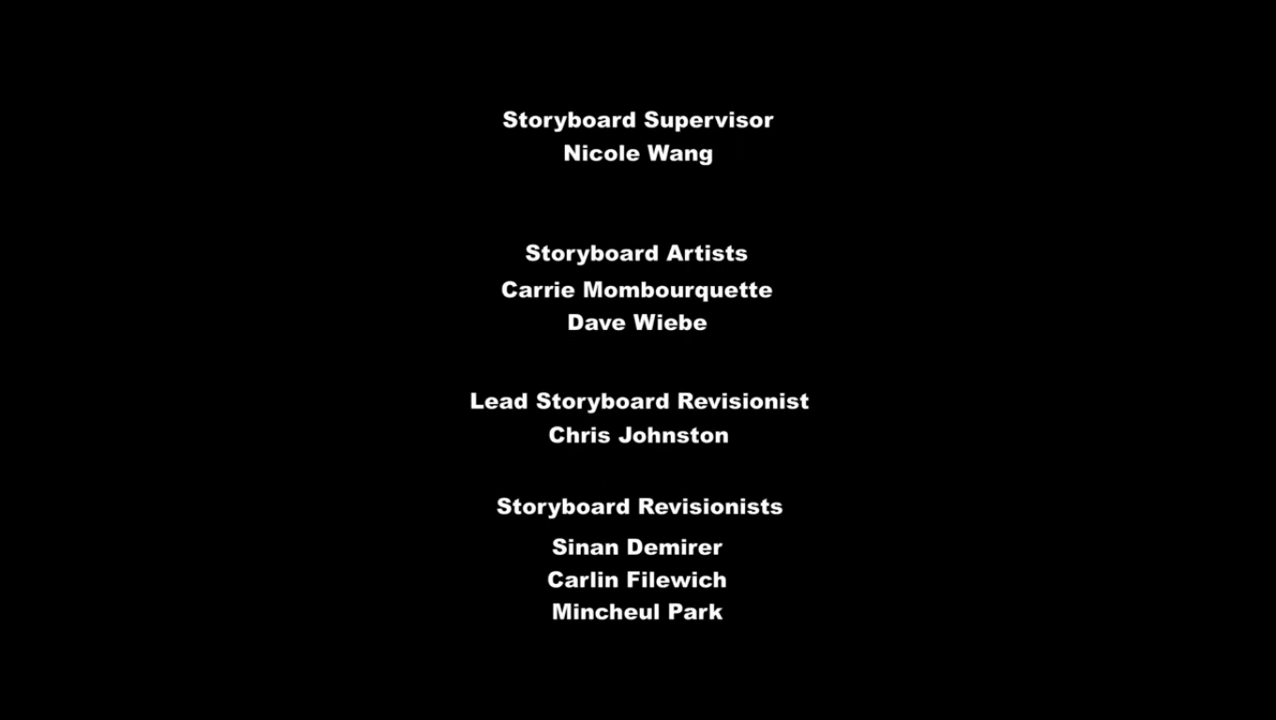 Storyboard Supervisor
Nicole Wang
Storyboard Artists
Carrie Mombourquette
Dave Wiebe
Lead Storyboard Revisionist
Chris Johnston
Storyboard Revisionists
Sinan Demirer
Carlin Filewich
Mincheul Park